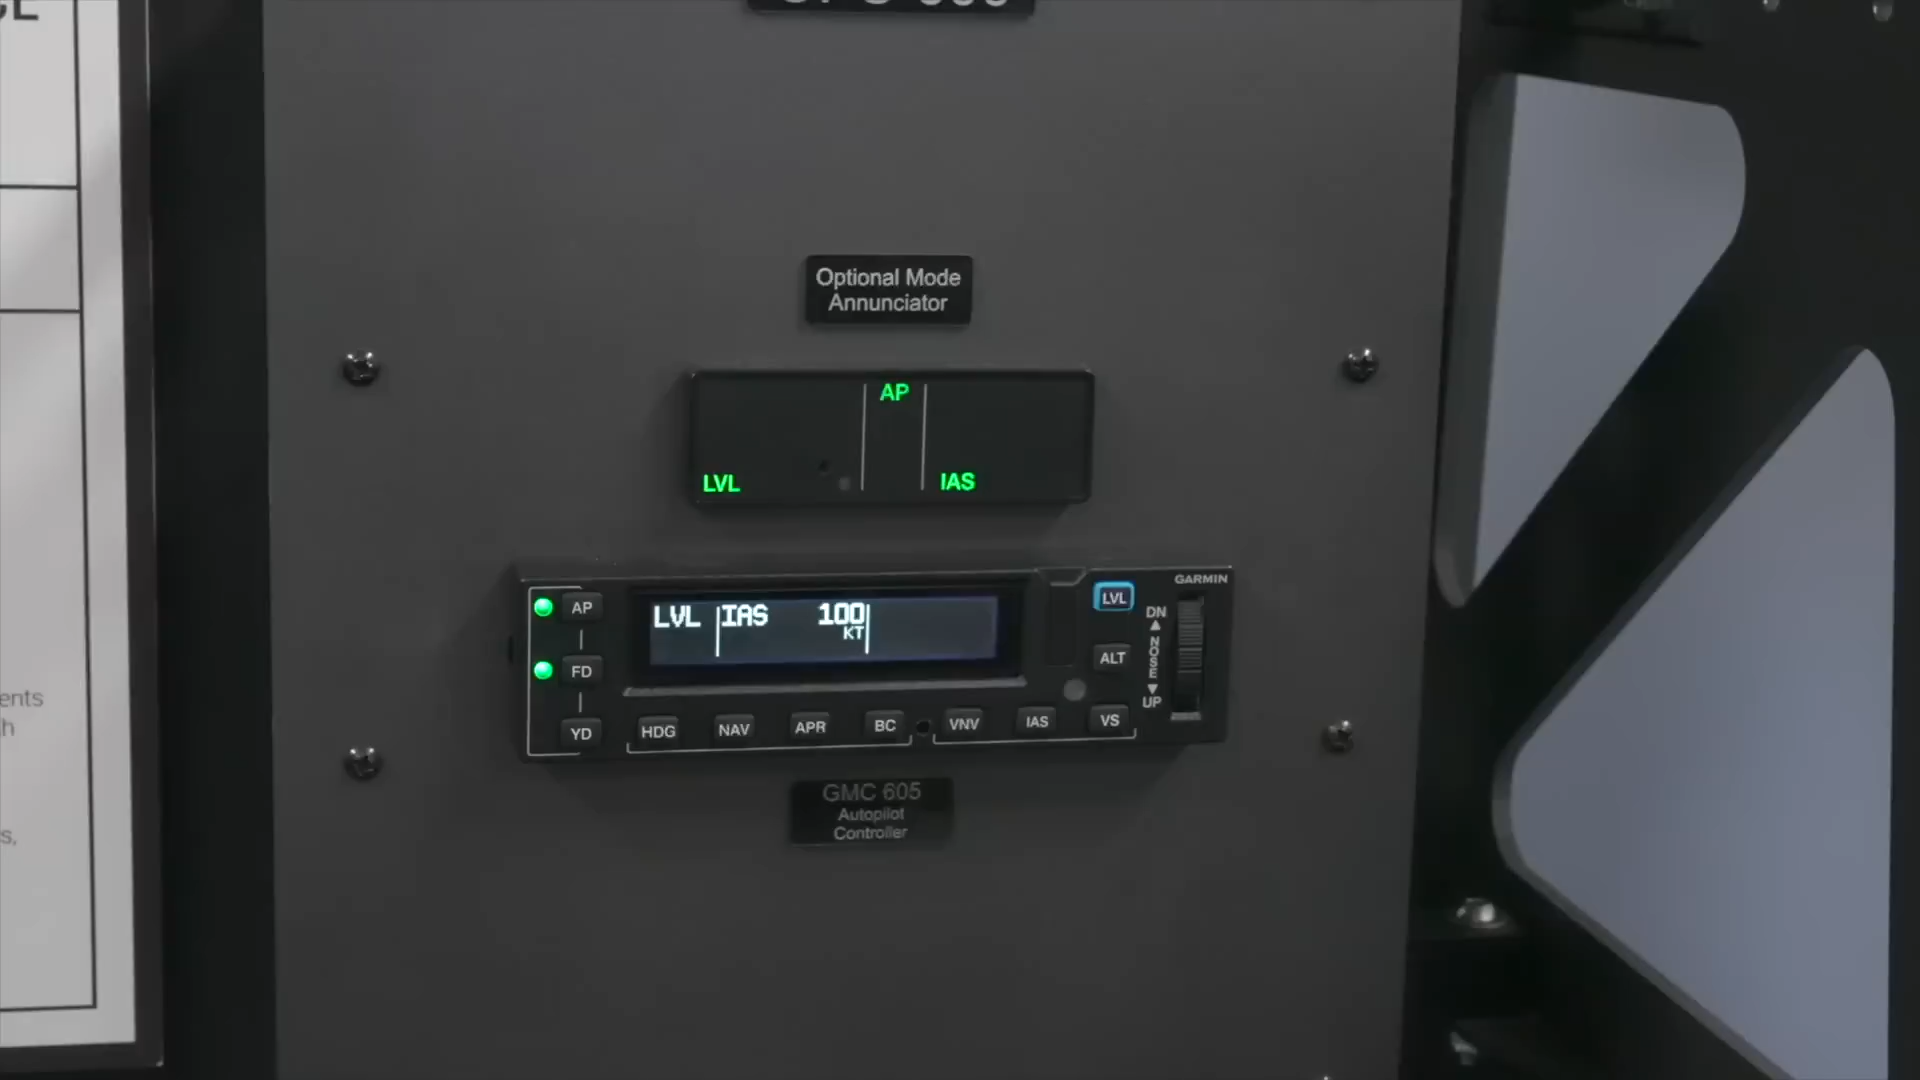 Optional Mode
Annunciator
AP
LVL IAS
GARMIN
AP
LVL IAS 100
KT
LVL
DN
NOSE
UP
FD
ALT
YD
HDG NAV APR BC VNV IAS VS
GMC 605
Autopilot
Controller
ents
h
s,